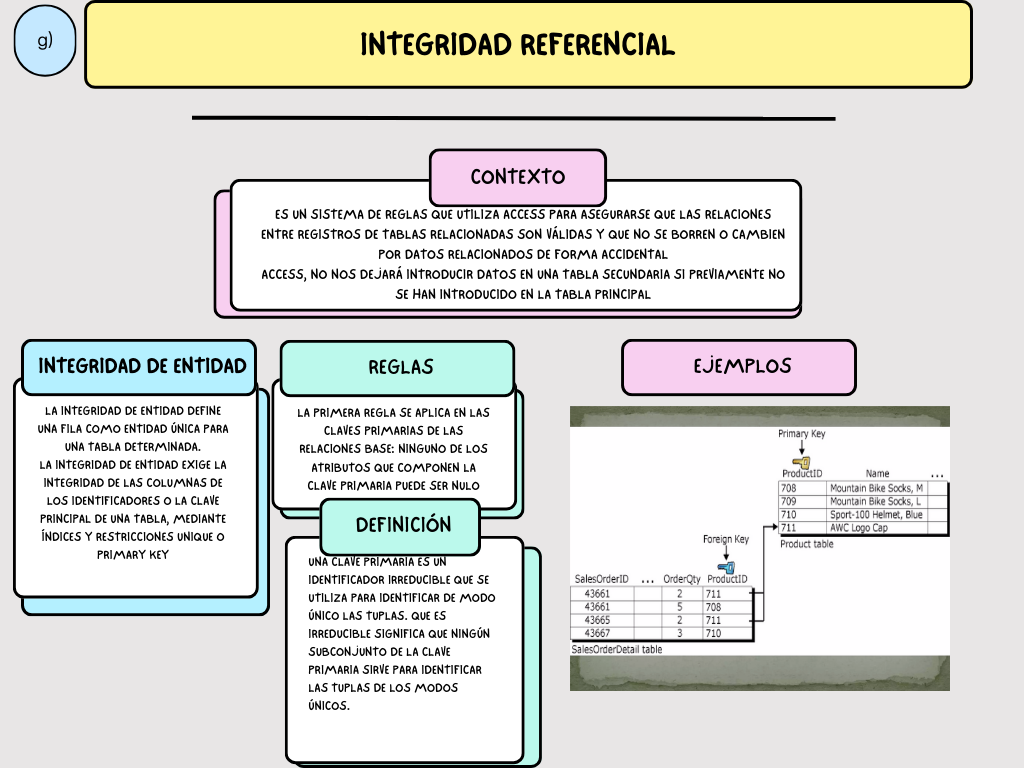 g)
INTEGRIDAD REFERENCIAL
CONTEXTO
ES UN SISTEMA DE REGLAS QUE UTILIZA ACCESS PARA ASEGURARSE QUE LAS RELACIONES
ENTRE REGISTROS DE TABLAS RELACIONADAS SON VÁLIDAS Y QUE NO SE BORREN O CAMBIEN
POR DATOS RELACIONADOS DE FORMA ACCIDENTAL
ACCESS, NO NOS DEJARÁ INTRODUCIR DATOS EN UNA TABLA SECUNDARIA SI PREVIAMENTE NO
SE HAN INTRODUCIDO EN LA TABLA PRINCIPAL
INTEGRIDAD DE ENTIDAD
LA INTEGRIDAD DE ENTIDAD DEFINE
UNA FILA COMO ENTIDAD ÚNICA PARA
UNA TABLA DETERMINADA.
LA INTEGRIDAD DE ENTIDAD EXIGE LA
INTEGRIDAD DE LAS COLUMNAS DE
LOS IDENTIFICADORES O LA CLAVE
PRINCIPAL DE UNA TABLA, MEDIANTE
ÍNDICES Y RESTRICCIONES UNIQUE O
PRIMARY KEY
REGLAS
LA PRIMERA REGLA SE APLICA EN LAS
CLAVES PRIMARIAS DE LAS
RELACIONES BASE: NINGUNO DE LOS
ATRIBUTOS QUE COMPONEN LA
CLAVE PRIMARIA PUEDE SER NULO
DEFINICIÓN
UNA CLAVE PRIMARIA ES UN
IDENTIFICADOR IRREDUCIBLE QUE SE
UTILIZA PARA IDENTIFICAR DE MODO
ÚNICO LAS TUPLAS. QUE ES
IRREDUCIBLE SIGNIFICA QUE NINGÚN
SUBCONJUNTO DE LA CLAVE
PRIMARIA SIRVE PARA IDENTIFICAR
LAS TUPLAS DE LOS MODOS
ÚNICOS.
EJEMPLOS
Primary Key
ProductID Name ...
708 Mountain Bike Socks, M
709 Mountain Bike Socks, L
710 Sport-100 Helmet, Blue
711 AWC Logo Cap
Product table
Foreign Key
SalesOrderID ... OrderQty ProductID
43661 2 711
43661 5 708
43665 2 711
43667 3 710
SalesOrderDetail table